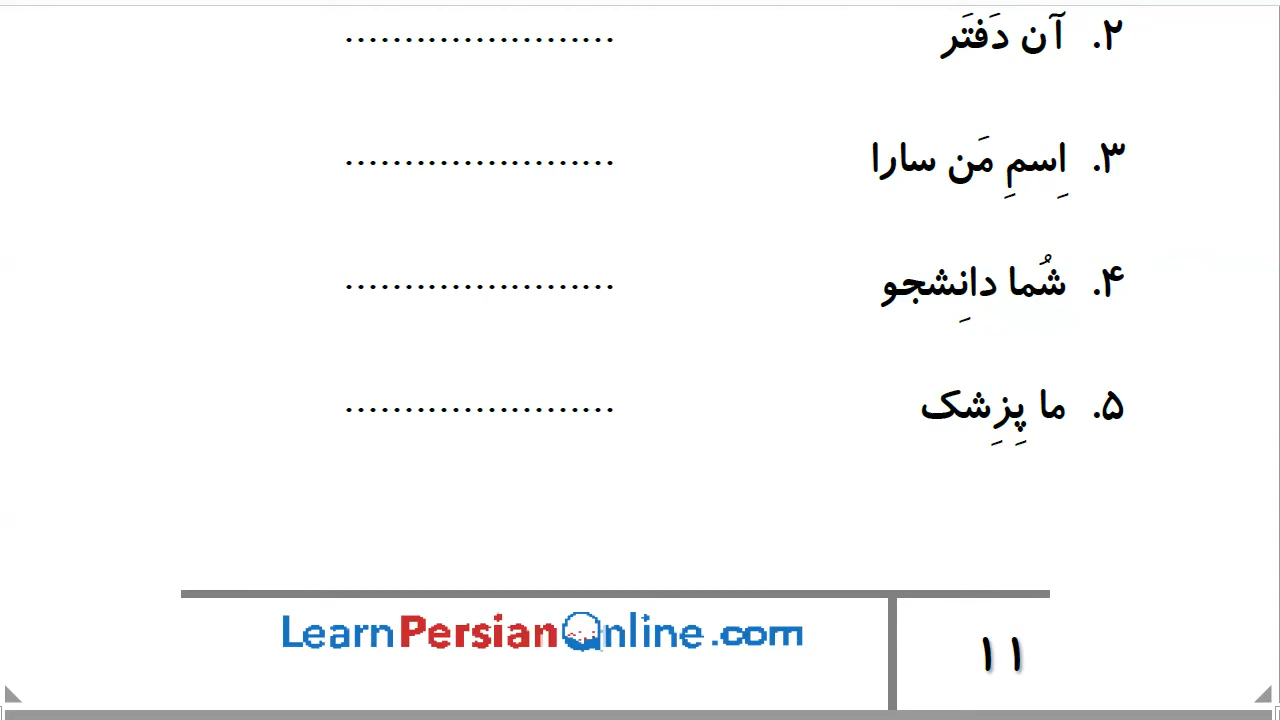 ۲. آن دَفتَر .......................
۳. اِسمِ مَن سارا .......................
۴. شُما دانِشجو .......................
۵. ما پِزِشک .......................
LearnPersianOnline.com
۱۱